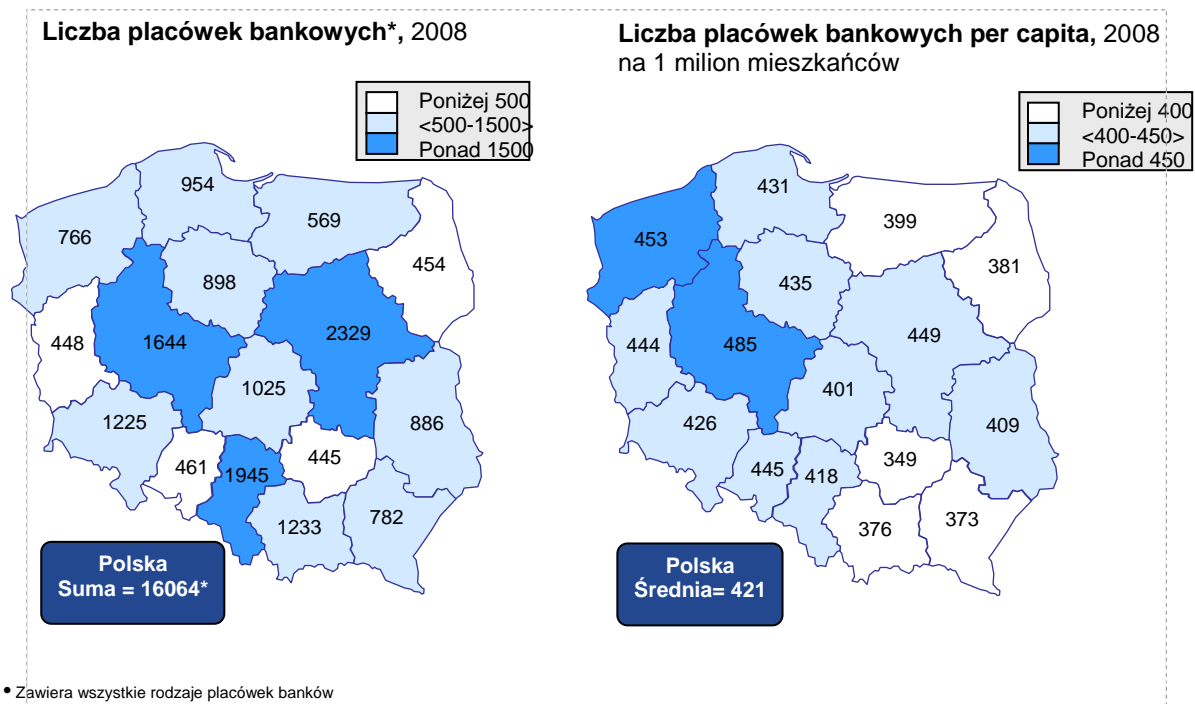 Liczba placówek bankowych*, 2008
Poniżej 500
<500-1500>
Ponad 1500
954
569
766
454
898
2329
448
1644
1025
1225
886
461
1945
445
1233
782
Polska
Suma = 16064*
Liczba placówek bankowych per capita, 2008
na 1 milion mieszkańców
Poniżej 400
<400-450>
Ponad 450
431
399
453
381
435
449
444
485
401
426
409
445
418
349
376
373
Polska
Średnia= 421
• Zawiera wszystkie rodzaje placówek banków